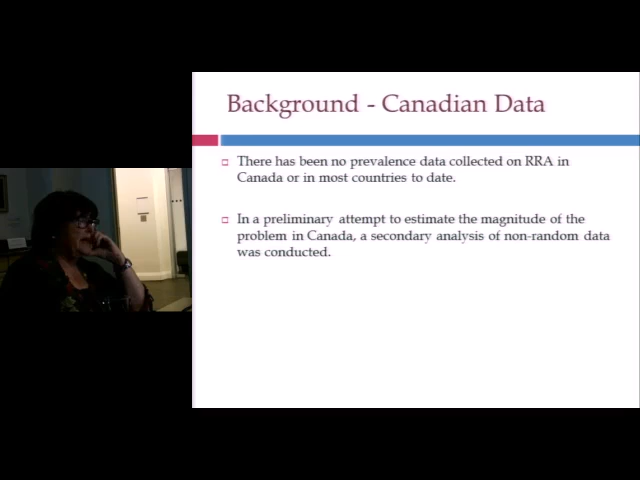 Background - Canadian Data
There has been no prevalence data collected on RRA in
Canada or in most countries to date.
In a preliminary attempt to estimate the magnitude of the
problem in Canada, a secondary analysis of non-random data
was conducted.